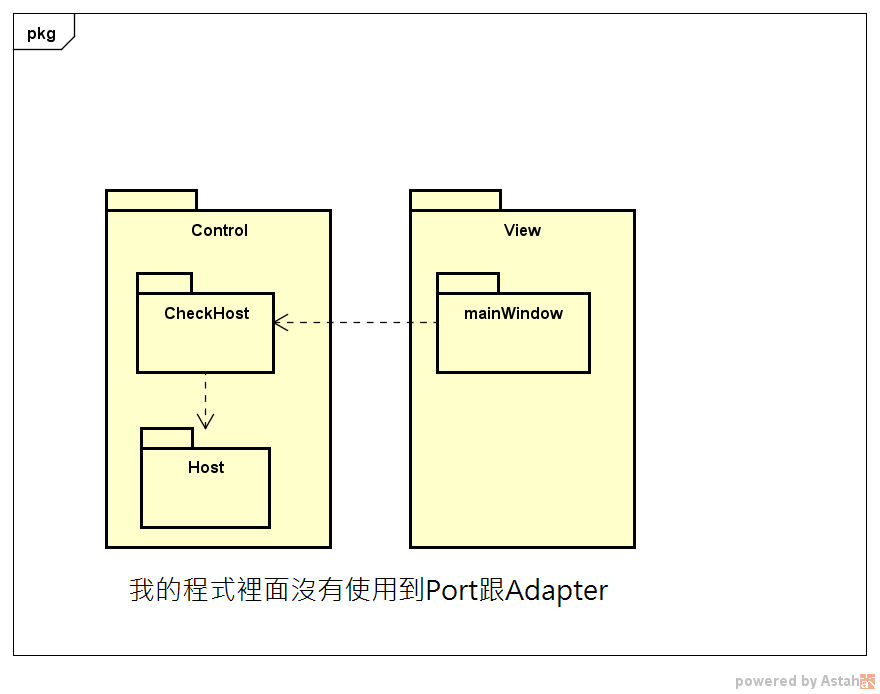 pkg
Control
View
CheckHost
mainWindow
Host
我的程式裡面沒有使用到Port跟Adapter
powered by Astah